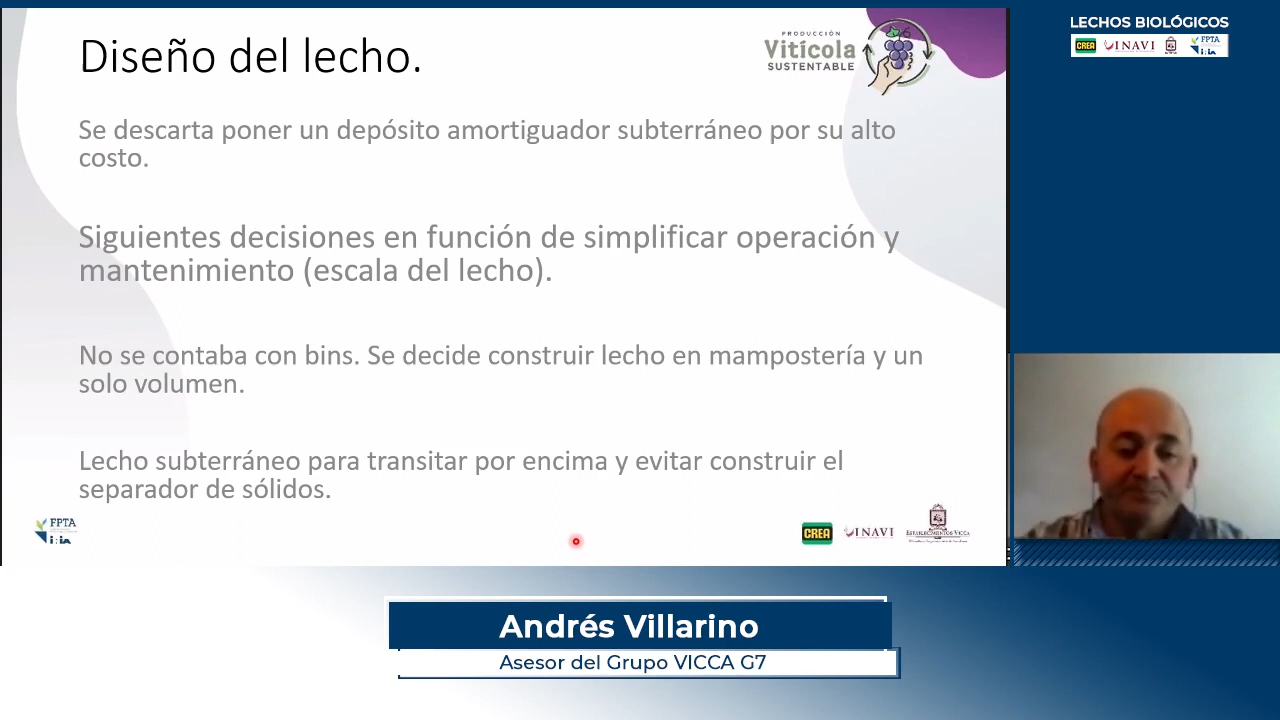 Diseño del lecho.
PRODUCCIÓN
Vitícola
SUSTENTABLE
LECHOS BIOLÓGICOS
CREA
INAVI
FPTA
Se descarta poner un depósito amortiguador subterráneo por su alto
costo.
Siguientes decisiones en función de simplificar operación y
mantenimiento (escala del lecho).
No se contaba con bins. Se decide construir lecho en mampostería y un
solo volumen.
Lecho subterráneo para transitar por encima y evitar construir el
separador de sólidos.
FPTA
CREA
INAVI
ESTABLECIMIENTOS VICCA
Andrés Villarino
Asesor del Grupo VICCA G7